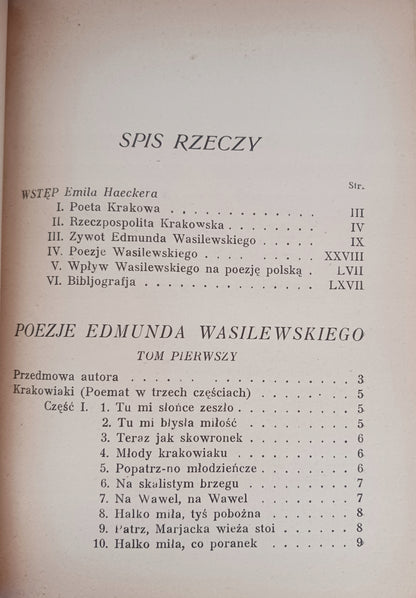 SPIS RZECZY
Str.
WSTĘP Emila Haeckera
I. Poeta Krakowa . . . . . . . . . . . III
II. Rzeczpospolita Krakowska . . . . . . IV
III. Żywot Edmunda Wasilewskiego . . . . . IX
IV. Poezje Wasilewskiego . . . . . . . XXVIII
V. Wpływ Wasilewskiego na poezję polską . LVII
VI. Bibljografja . . . . . . . . . . . . . LXVII
POEZJE EDMUNDA WASILEWSKIEGO
TOM PIERWSZY
Przedmowa autora . . . . . . . . . . . . . . 3
Krakowiaki (Poemat w trzech częściach) . . . . . . . 5
Część I. 1. Tu mi słońce zeszło . . . . . . . . 5
2. Tu mi błysła miłość . . . . . . . . 5
3. Teraz jak skowronek . . . . . . . 6
4. Młody krakowiaku . . . . . . . . 6
5. Popatrz-no młodzieńcze . . . . . . . 6
6. Na skalistym brzegu . . . . . . . 7
7. Na Wawel, na Wawel . . . . . . . 7
8. Halko miła, tyś pobożna . . . . . . 8
9. Patrz, Marjacka wieża stoi . . . . . . 8
10. Halko miła, co poranek . . . . . . 9